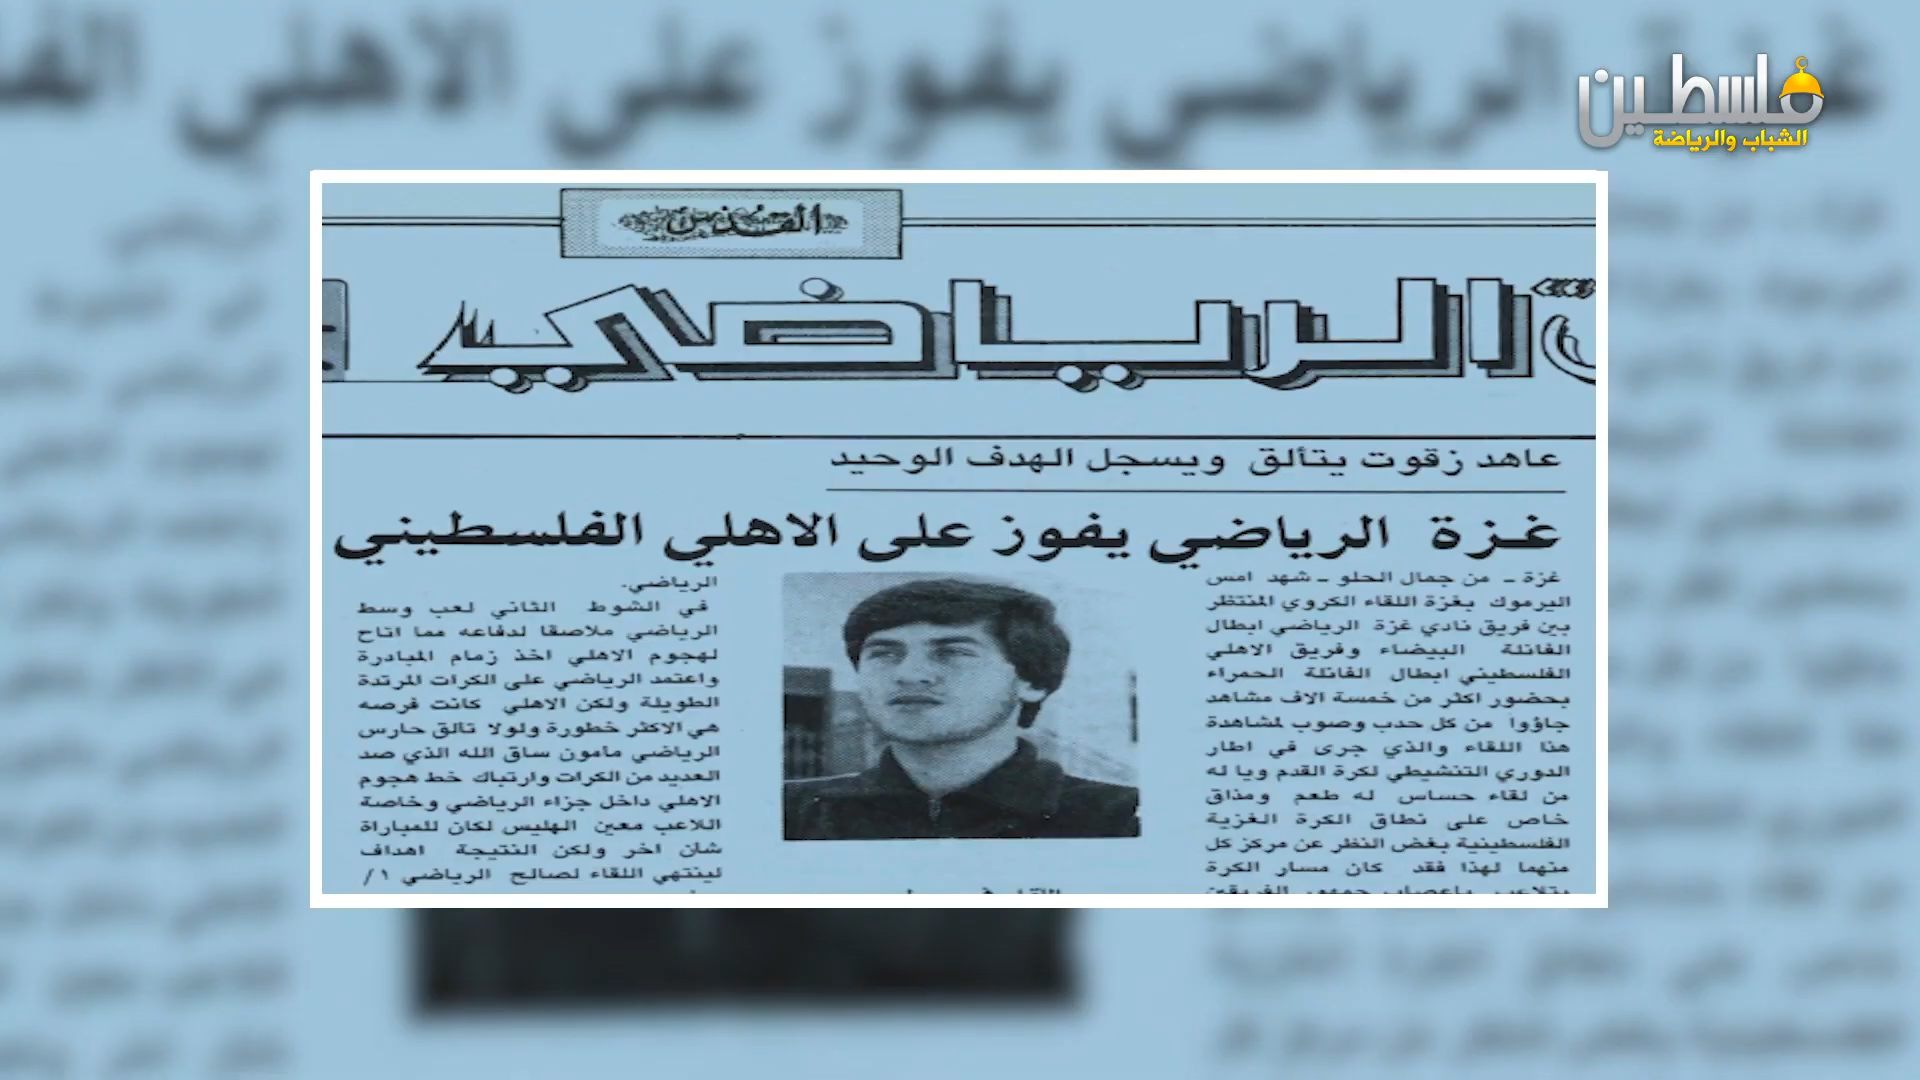 فلسطين
الشباب والرياضة
القدس
الرياضي
عاهد زقوت يتألق ويسجل الهدف الوحيد
غزة الرياضي يفوز على الاهلي الفلسطيني
غزة - من جمال الحلو - شهد امس
اليرموك بغزة اللقاء الكروي المنتظر
بين فريق نادي غزة الرياضي ابطال
الفانلة البيضاء وفريق الاهلي
الفلسطيني ابطال الفانلة الحمراء
بحضور اكثر من خمسة الاف مشاهد
جاؤوا من كل حدب وصوب لمشاهدة
هذا اللقاء والذي جرى في اطار
الدوري التنشيطي لكرة القدم ويا له
من لقاء حساس له طعم ومذاق
خاص على نطاق الكرة الغزية
الفلسطينية بغض النظر عن مركز كل
منهما لهذا فقد كان مسار الكرة
الرياضي.
في الشوط الثاني لعب وسط
الرياضي ملاصقا لدفاعه مما اتاح
لهجوم الاهلي اخذ زمام المبادرة
واعتمد الرياضي على الكرات المرتدة
الطويلة ولكن الاهلي كانت فرصه
هي الاكثر خطورة ولولا تالق حارس
الرياضي مامون ساق الله الذي صد
العديد من الكرات وارتباك خط هجوم
الاهلي داخل جزاء الرياضي وخاصة
اللاعب معين الهليس لكان للمباراة
شان اخر ولكن النتيجة اهداف
لينتهي اللقاء لصالح الرياضي ١/